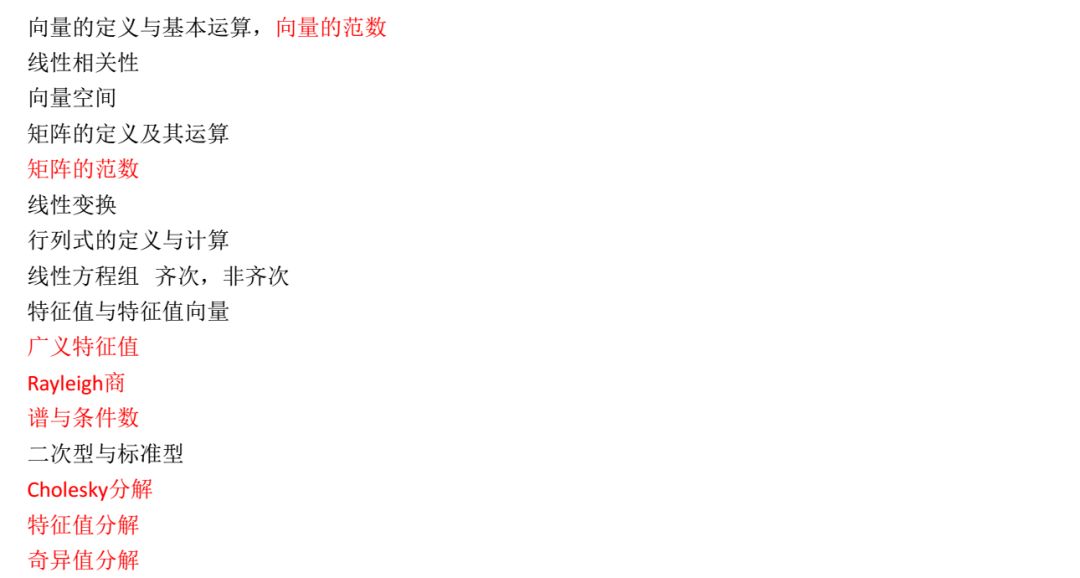 向量的定义与基本运算，向量的范数
线性相关性
向量空间
矩阵的定义及其运算
矩阵的范数
线性变换
行列式的定义与计算
线性方程组 齐次，非齐次
特征值与特征值向量
广义特征值
Rayleigh商
谱与条件数
二次型与标准型
Cholesky分解
特征值分解
奇异值分解